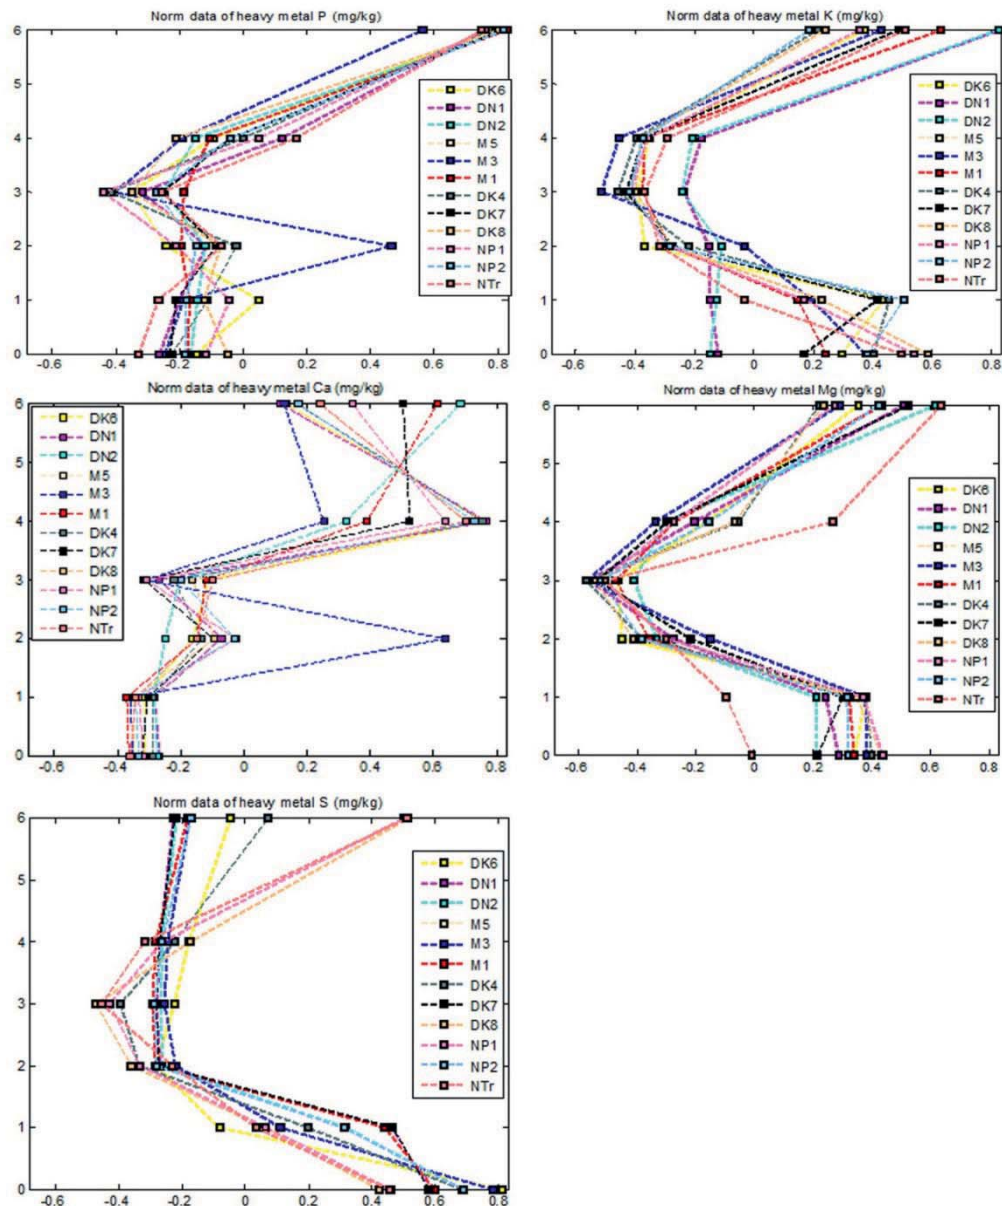 Norm data of heavy metal P (mg/kg)
6
5
4
3
2
1
0
-0.6 -0.4 -0.2 0 0.2 0.4 0.6 0.8
DK6
DN1
DN2
M5
M3
M1
DK4
DK7
DK8
NP1
NP2
NTr
Norm data of heavy metal K (mg/kg)
6
5
4
3
2
1
0
-0.6 -0.4 -0.2 0 0.2 0.4 0.6 0.8
DK6
DN1
DN2
M5
M3
M1
DK4
DK7
DK8
NP1
NP2
NTr
Norm data of heavy metal Ca (mg/kg)
6
5
4
3
2
1
0
-0.6 -0.4 -0.2 0 0.2 0.4 0.6 0.8
DK6
DN1
DN2
M5
M3
M1
DK4
DK7
DK8
NP1
NP2
NTr
Norm data of heavy metal Mg (mg/kg)
6
5
4
3
2
1
0
-0.6 -0.4 -0.2 0 0.2 0.4 0.6 0.8
DK6
DN1
DN2
M5
M3
M1
DK4
DK7
DK8
NP1
NP2
NTr
Norm data of heavy metal S (mg/kg)
6
5
4
3
2
1
0
-0.6 -0.4 -0.2 0 0.2 0.4 0.6 0.8
DK6
DN1
DN2
M5
M3
M1
DK4
DK7
DK8
NP1
NP2
NTr